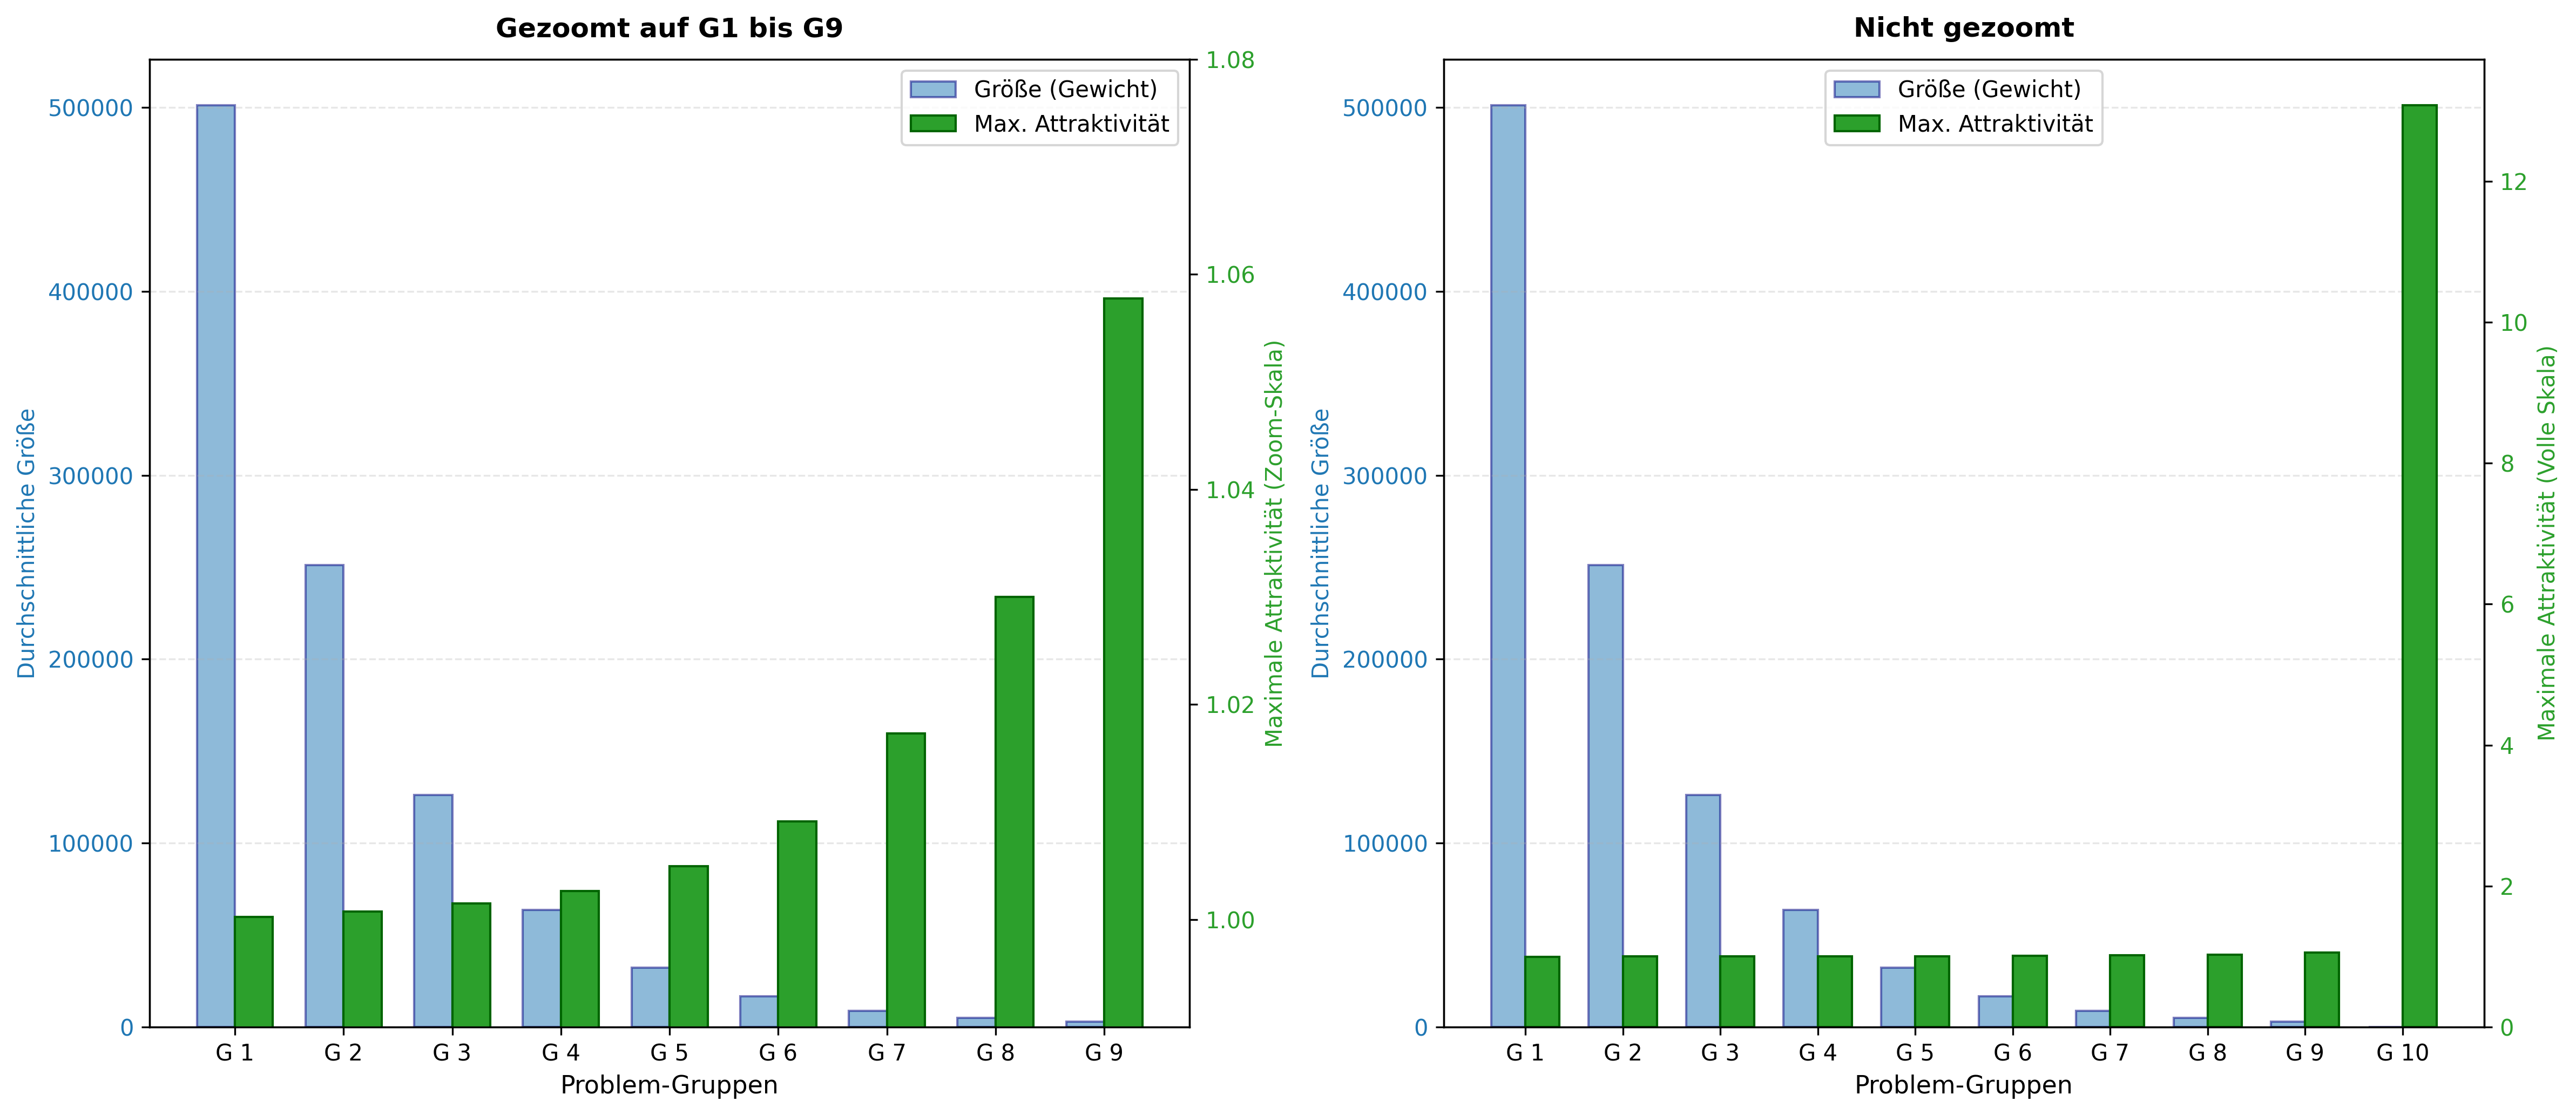 Gezoomt auf G1 bis G9
Größe (Gewicht)
Max. Attraktivität
Durchschnittliche Größe
500000
400000
300000
200000
100000
0
1.08
1.06
1.04
1.02
1.00
Maximale Attraktivität (Zoom-Skala)
G 1
G 2
G 3
G 4
G 5
G 6
G 7
G 8
G 9
Problem-Gruppen
Nicht gezoomt
Größe (Gewicht)
Max. Attraktivität
Durchschnittliche Größe
500000
400000
300000
200000
100000
0
12
10
8
6
4
2
0
Maximale Attraktivität (Volle Skala)
G 1
G 2
G 3
G 4
G 5
G 6
G 7
G 8
G 9
G 10
Problem-Gruppen